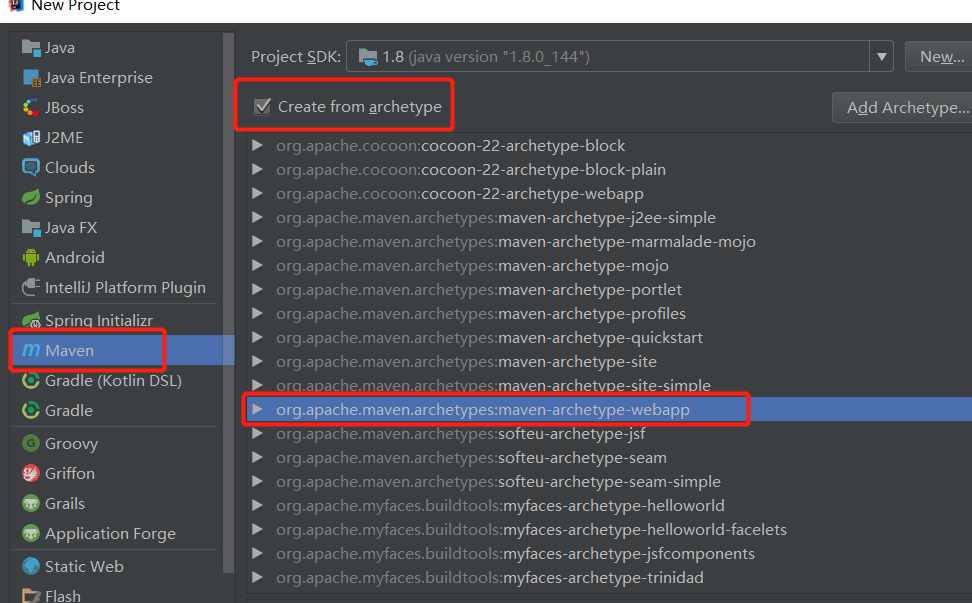 New Project
Java
Java Enterprise
JBoss
J2ME
Clouds
Spring
Java FX
Android
IntelliJ Platform Plugin
Spring Initializr
Maven
Gradle (Kotlin DSL)
Gradle
Groovy
Griffon
Grails
Application Forge
Static Web
Flash
Project SDK: 1.8 (java version "1.8.0_144") New...
Create from archetype
Add Archetype...
org.apache.cocoon:cocoon-22-archetype-block
org.apache.cocoon:cocoon-22-archetype-block-plain
org.apache.cocoon:cocoon-22-archetype-webapp
org.apache.maven.archetypes:maven-archetype-j2ee-simple
org.apache.maven.archetypes:maven-archetype-marmalade-mojo
org.apache.maven.archetypes:maven-archetype-mojo
org.apache.maven.archetypes:maven-archetype-portlet
org.apache.maven.archetypes:maven-archetype-profiles
org.apache.maven.archetypes:maven-archetype-quickstart
org.apache.maven.archetypes:maven-archetype-site
org.apache.maven.archetypes:maven-archetype-site-simple
org.apache.maven.archetypes:maven-archetype-webapp
org.apache.maven.archetypes:softeu-archetype-jsf
org.apache.maven.archetypes:softeu-archetype-seam
org.apache.maven.archetypes:softeu-archetype-seam-simple
org.apache.myfaces.buildtools:myfaces-archetype-helloworld
org.apache.myfaces.buildtools:myfaces-archetype-helloworld-facelets
org.apache.myfaces.buildtools:myfaces-archetype-jsfcomponents
org.apache.myfaces.buildtools:myfaces-archetype-trinidad